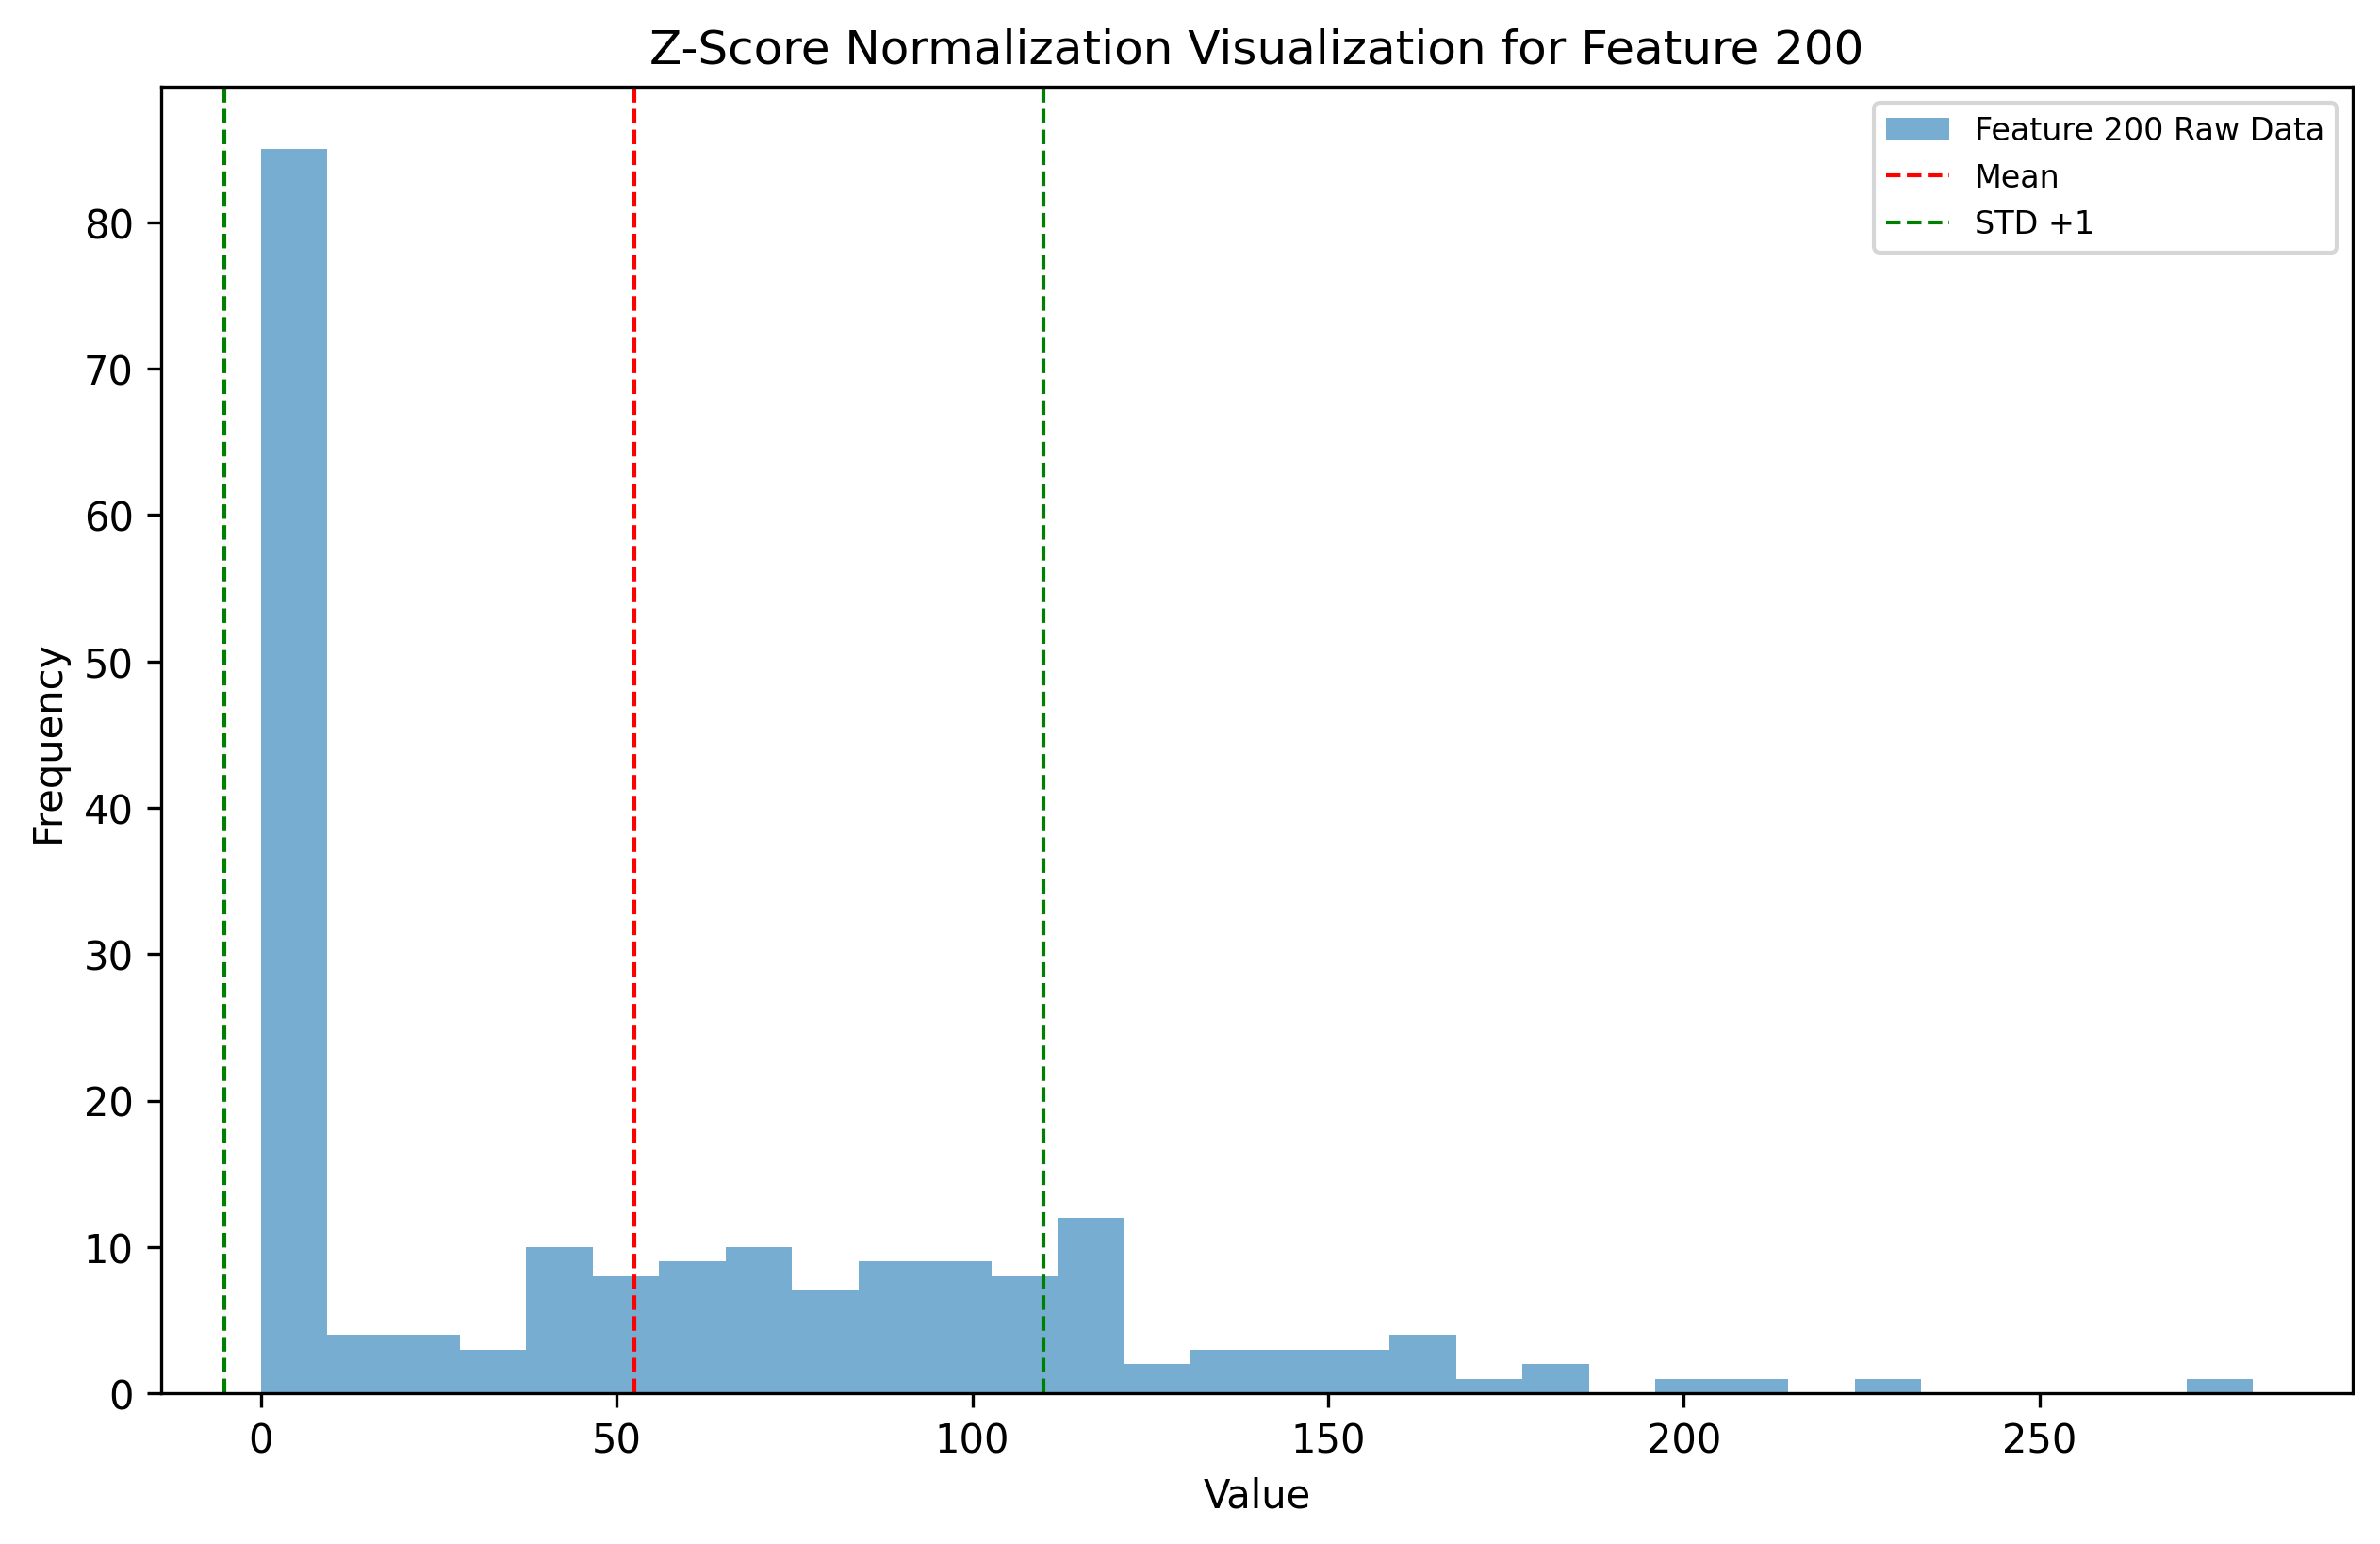 Z-Score Normalization Visualization for Feature 200
Feature 200 Raw Data
Mean
STD +1
80
70
60
50
40
30
20
10
0
Frequency
0 50 100 150 200 250
Value